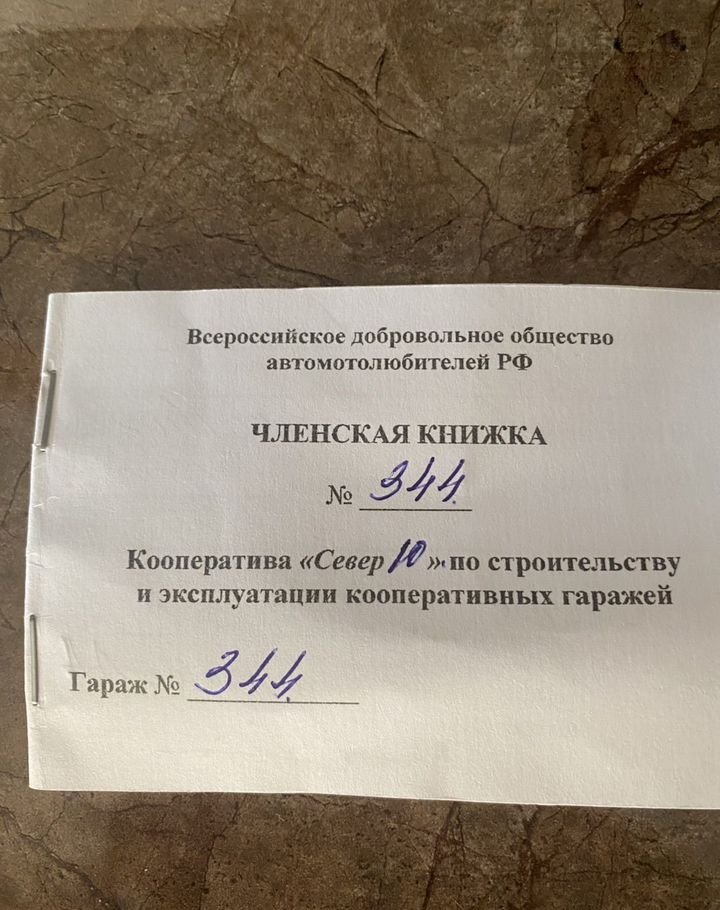 Всероссийское добровольное общество
автомотолюбителей РФ
ЧЛЕНСКАЯ КНИЖКА
№ 344
Кооператива «Север 10» по строительству
и эксплуатации кооперативных гаражей
Гараж № 344